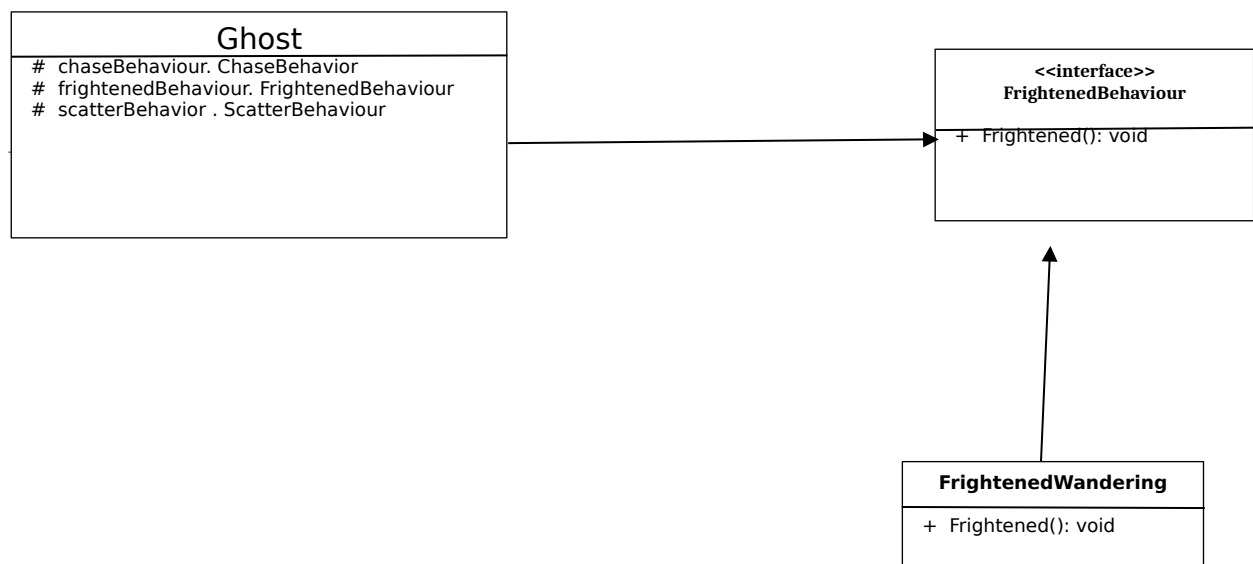 Ghost
# chaseBehaviour. ChaseBehavior
# frightenedBehaviour. FrightenedBehaviour
# scatterBehavior . ScatterBehaviour
<<interface>>
FrightenedBehaviour
+ Frightened(): void
FrightenedWandering
+ Frightened(): void